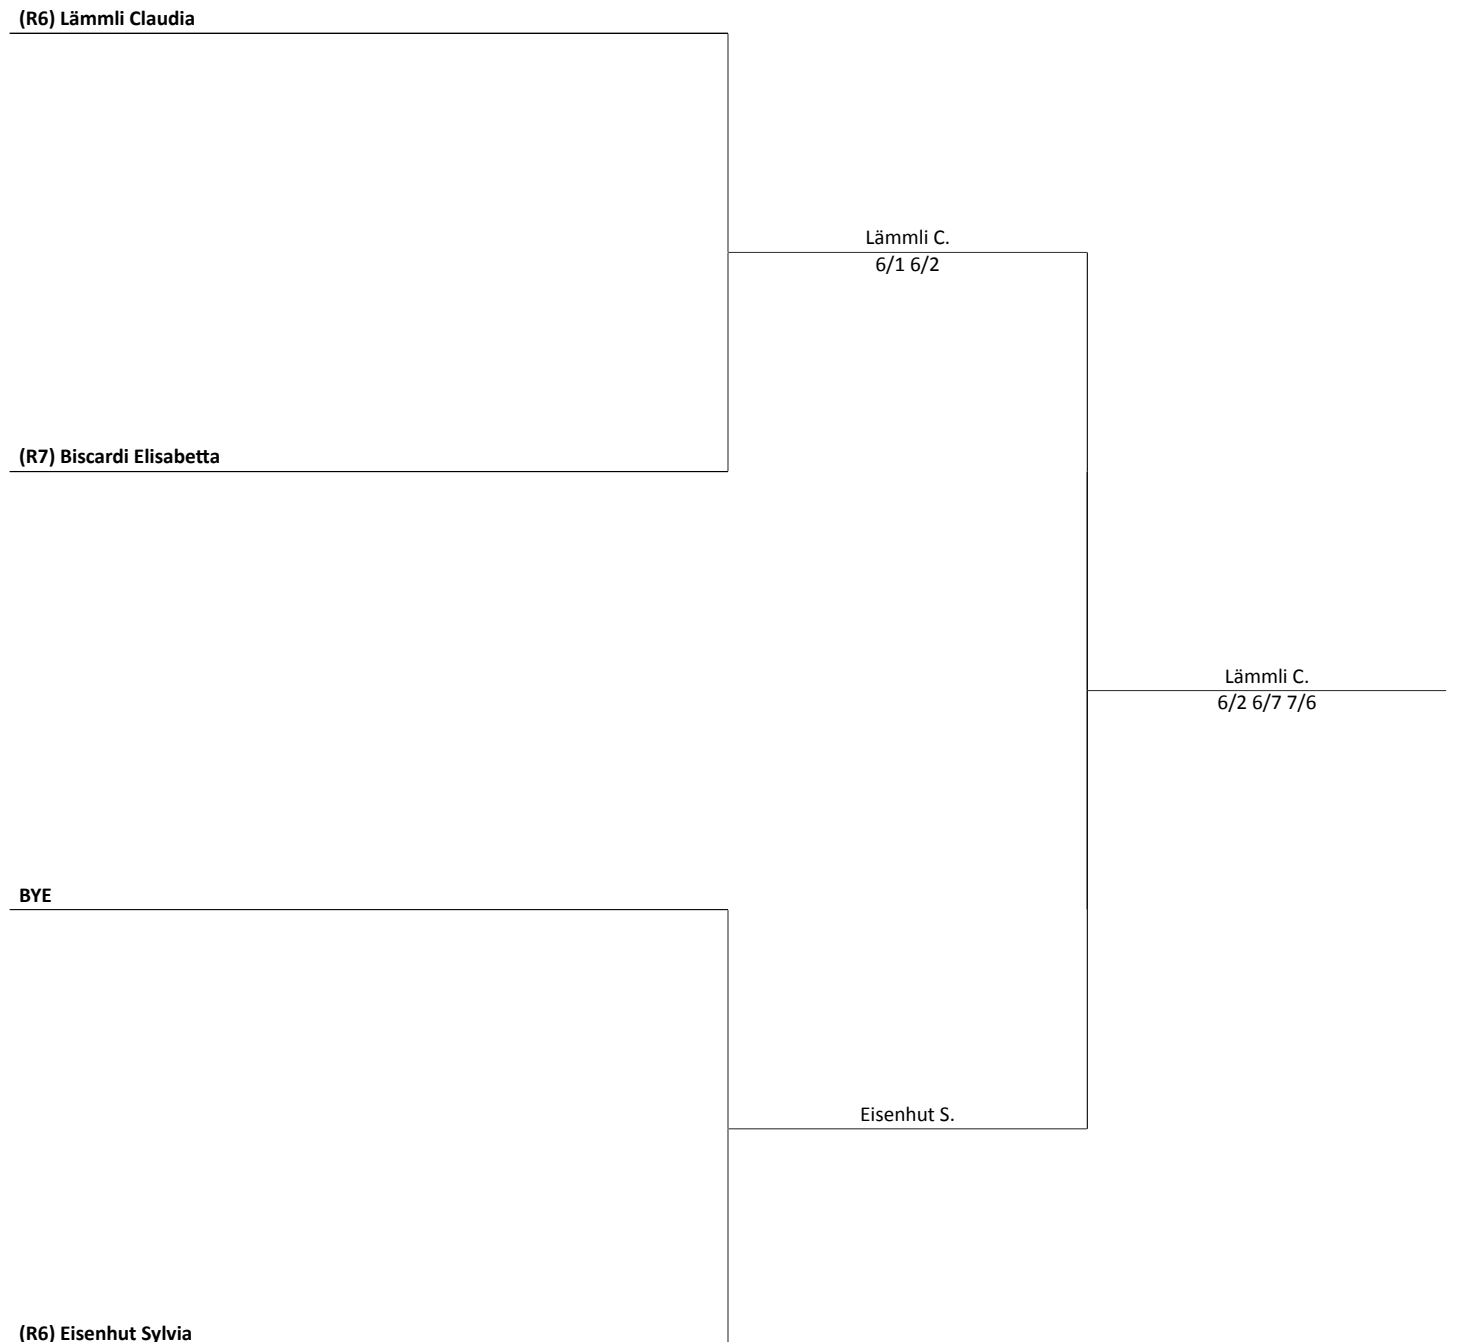 (R6) Lämmli Claudia
Lämmli C.
6/1 6/2
(R7) Biscardi Elisabetta
Lämmli C.
6/2 6/7 7/6
BYE
Eisenhut S.
(R6) Eisenhut Sylvia